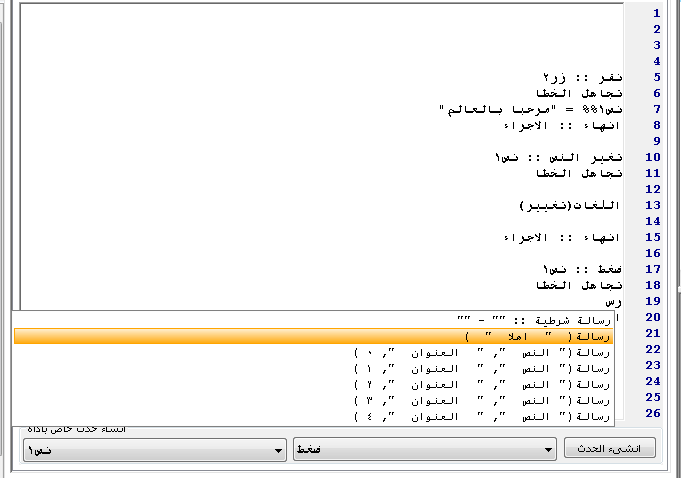 1
2
3
4
5 نقر :: زر٢
6 تجاهل الخطا
7 نص١%% = "مرحبا بالعالم"
8 انهاء :: الاجراء
9
10 تغير النص :: نص١
11 تجاهل الخطا
12
13 اللغات(تغيير)
14
15 انهاء :: الاجراء
16
17 ضغط :: نص١
18 تجاهل الخطا
19 رس
20 رسالة شرطية :: "" - ""
21 رسالة( " اهلا " )
22 رسالة(" النص ", " العنوان ", ٠ )
23 رسالة(" النص ", " العنوان ", ١ )
24 رسالة(" النص ", " العنوان ", ٢ )
25 رسالة(" النص ", " العنوان ", ٣ )
26 رسالة(" النص ", " العنوان ", ٤ )
انشاء حدث خاص باداة
انشيء الحدث ضغط نص١